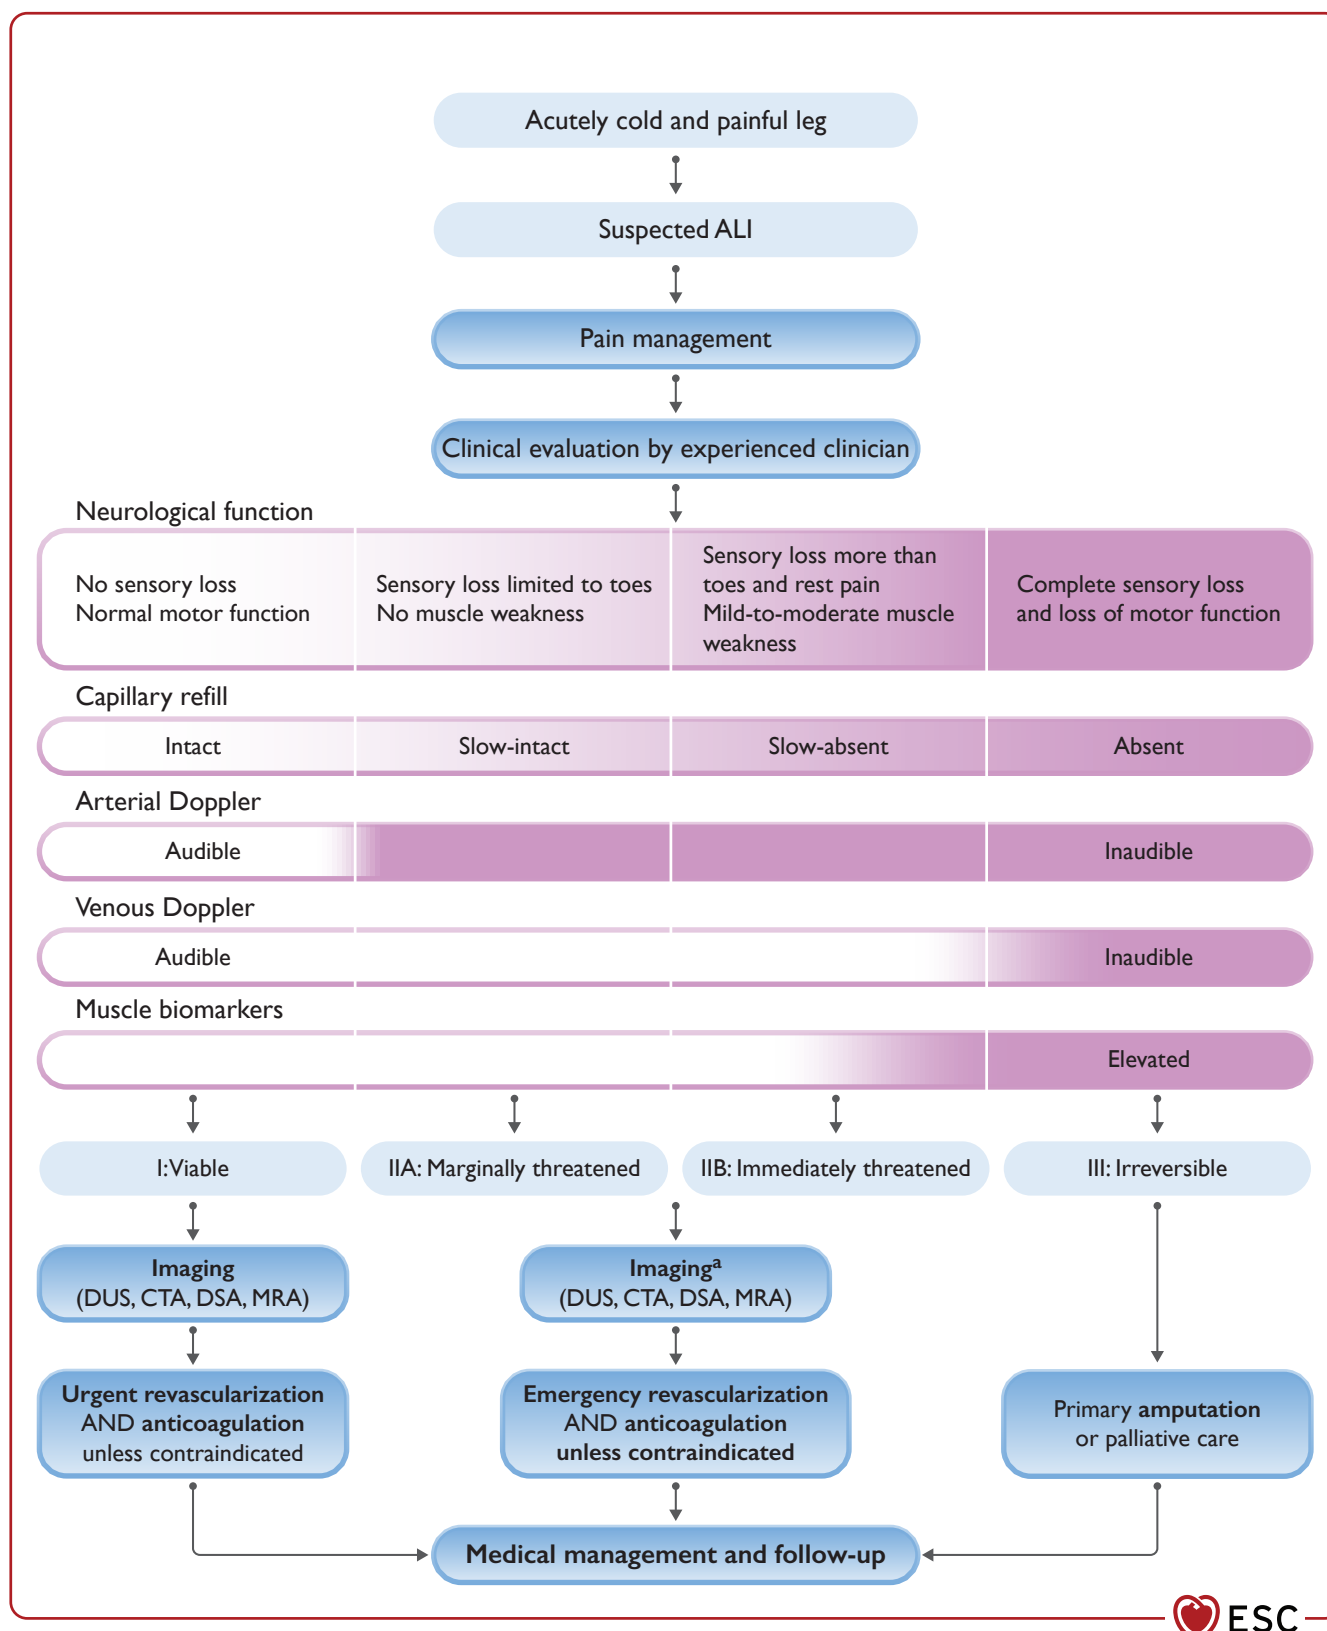 Acutely cold and painful leg
Suspected ALI
Pain management
Clinical evaluation by experienced clinician
Neurological function
No sensory loss
Normal motor function
Sensory loss limited to toes
No muscle weakness
Sensory loss more than
toes and rest pain
Mild-to-moderate muscle
weakness
Complete sensory loss
and loss of motor function
Capillary refill
Intact
Slow-intact
Slow-absent
Absent
Arterial Doppler
Audible
Inaudible
Venous Doppler
Audible
Inaudible
Muscle biomarkers
Elevated
I: Viable
IIA: Marginally threatened
IIB: Immediately threatened
III: Irreversible
Imaging
(DUS, CTA, DSA, MRA)
Imagingᵃ
(DUS, CTA, DSA, MRA)
Urgent revascularization
AND anticoagulation
unless contraindicated
Emergency revascularization
AND anticoagulation
unless contraindicated
Primary amputation
or palliative care
Medical management and follow-up
ESC